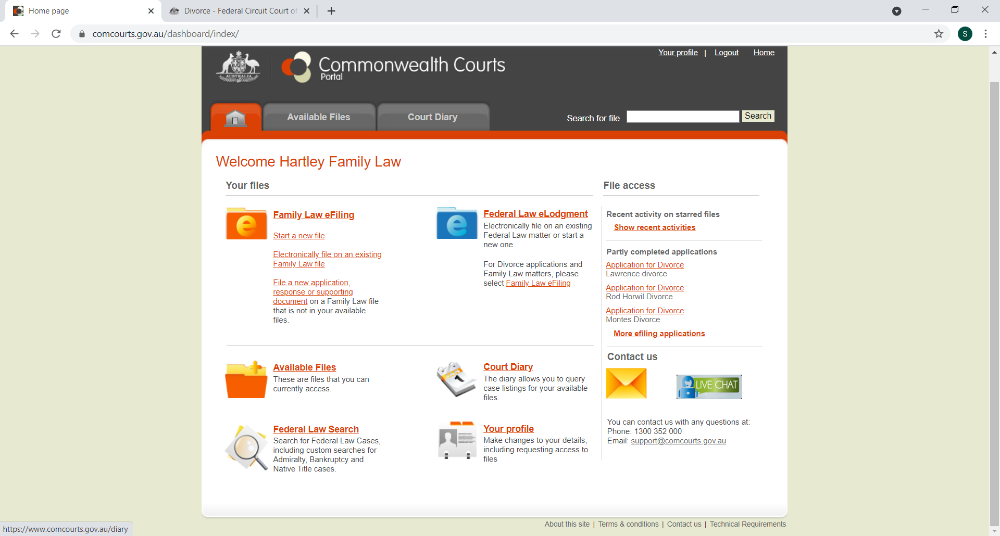 Home page
Divorce - Federal Circuit Court of
comcourts.gov.au/dashboard/index/
S
Your profile | Logout Home
AUSTRALIA
Commonwealth Courts
Portal
Available Files
Court Diary
Search for file
Search
Welcome Hartley Family Law
Your files
Family Law eFiling
Start a new file
Electronically file on an existing
Family Law file
File a new application,
response or supporting
document on a Family Law file
that is not in your available
files.
Federal Law eLodgment
Electronically file on an existing
Federal Law matter or start a
new one.
For Divorce applications and
Family Law matters, please
select Family Law eFiling
Available Files
These are files that you can
currently access.
Court Diary
The diary allows you to query
case listings for your available
files.
Federal Law Search
Search for Federal Law Cases,
including custom searches for
Admiralty, Bankruptcy and
Native Title cases.
Your profile
Make changes to your details,
including requesting access to
files
File access
Recent activity on starred files
Show recent activities
Partly completed applications
Application for Divorce
Lawrence divorce
Application for Divorce
Rod Horwil Divorce
Application for Divorce
Montes Divorce
More efiling applications
Contact us
LIVE CHAT
You can contact us with any questions at:
Phone: 1300 352 000
Email: support@comcourts.gov.au
About this site | Terms & conditions | Contact us | Technical Requirements
https://www.comcourts.gov.au/diary